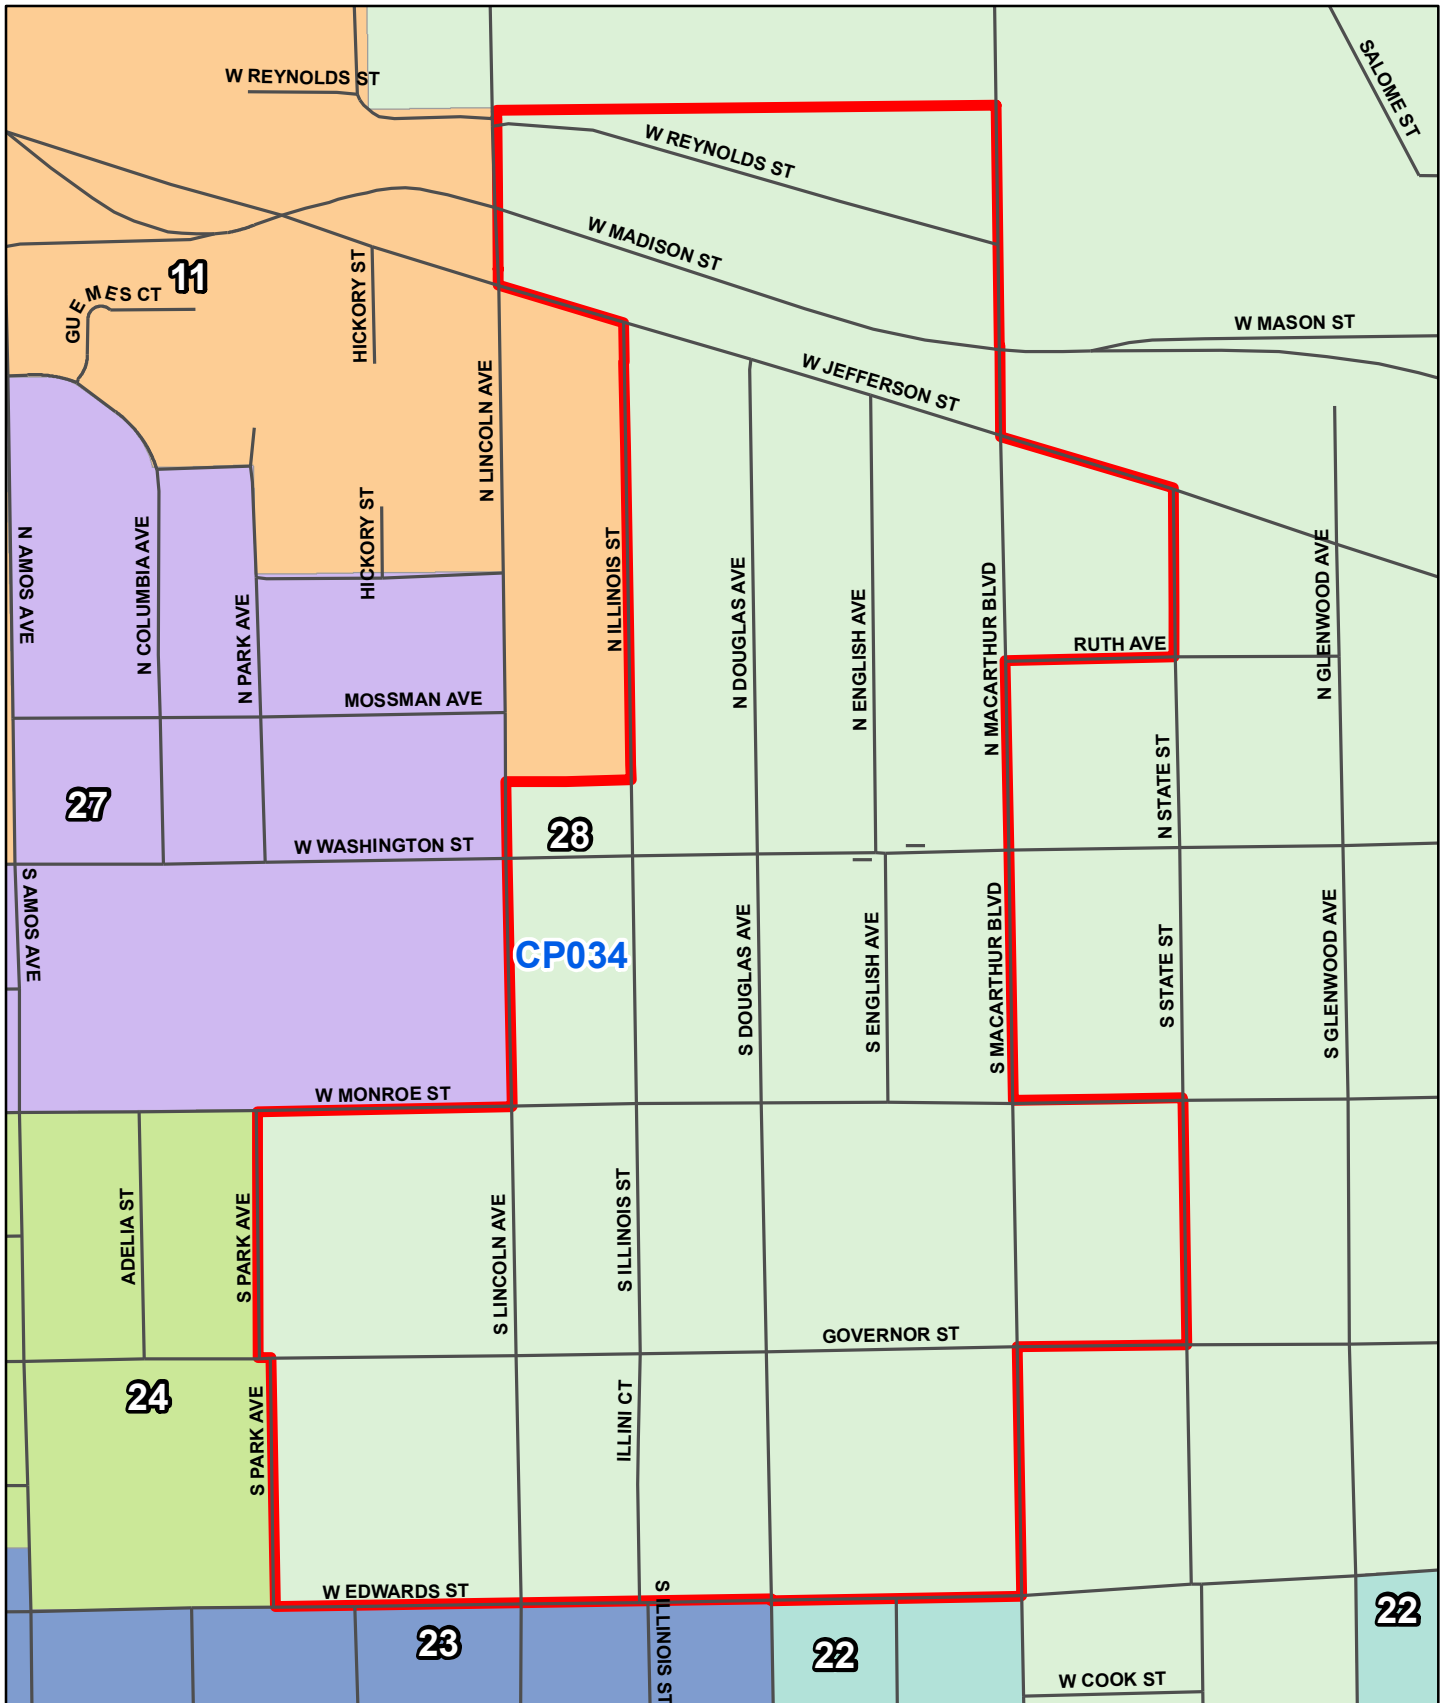 SALOME ST
W REYNOLDS ST
W REYNOLDS ST
W MADISON ST
11
GUEMES CT
HICKORY ST
W MASON ST
W JEFFERSON ST
N LINCOLN AVE
HICKORY ST
N AMOS AVE
N COLUMBIA AVE
N PARK AVE
N ILLINOIS ST
N DOUGLAS AVE
N ENGLISH AVE
N MACARTHUR BLVD
RUTH AVE
N GLENWOOD AVE
MOSSMAN AVE
N STATE ST
27
W WASHINGTON ST
28
S AMOS AVE
CP034
S DOUGLAS AVE
S ENGLISH AVE
S MACARTHUR BLVD
S STATE ST
S GLENWOOD AVE
W MONROE ST
ADELIA ST
S PARK AVE
S LINCOLN AVE
S ILLINOIS ST
GOVERNOR ST
24
S PARK AVE
ILLINI CT
W EDWARDS ST
S ILLINOIS ST
23
22
22
W COOK ST